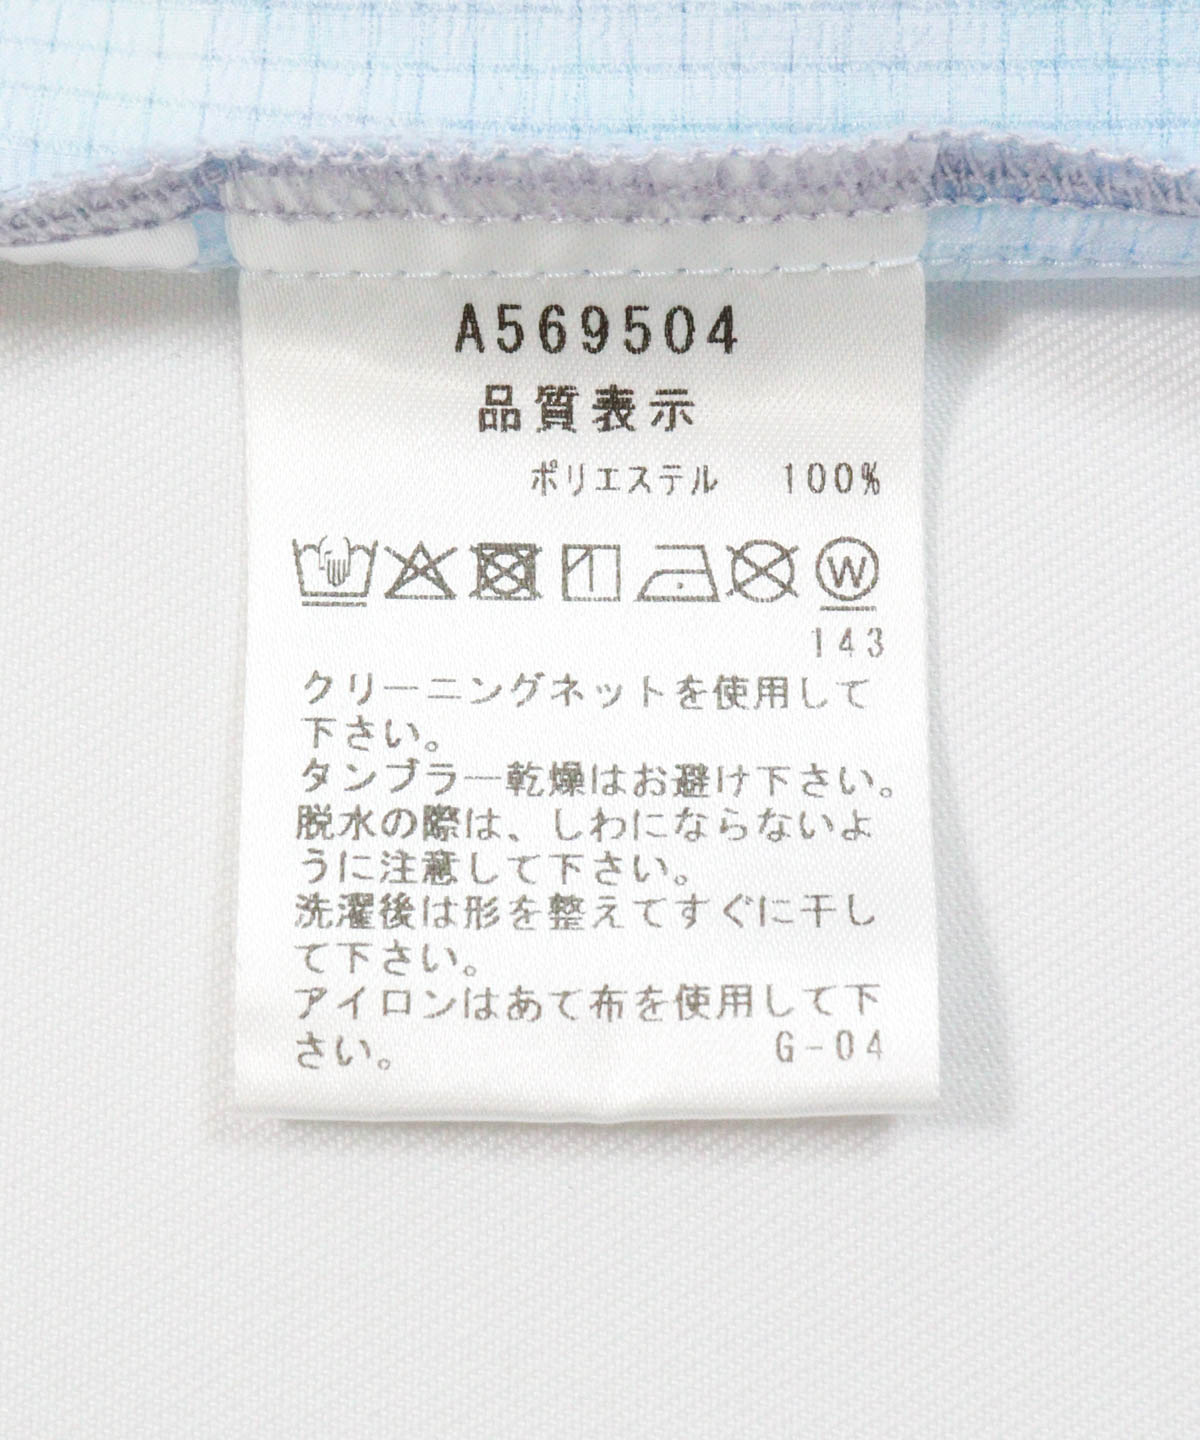 A569504
品質表示
ポリエステル 100%
W
143
クリーニングネットを使用して
下さい。
タンブラー乾燥はお避け下さい。
脱水の際は、しわにならないよ
うに注意して下さい。
洗濯後は形を整えてすぐに干し
て下さい。
アイロンはあて布を使用して下
さい。 G-04